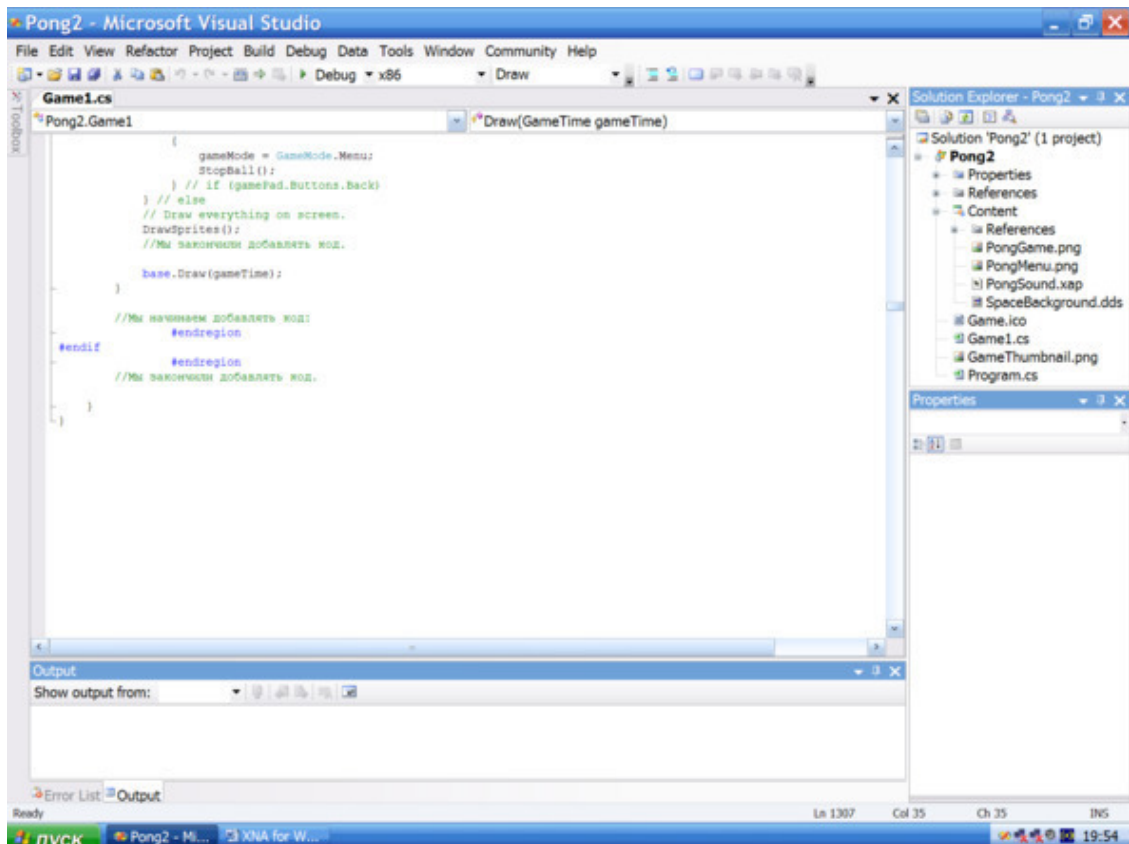 Pong2 - Microsoft Visual Studio
File Edit View Refactor Project Build Debug Data Tools Window Community Help
Debug x86 Draw
Toolbox
Game1.cs
Pong2.Game1 Draw(GameTime gameTime)
{
gameMode = GameMode.Menu;
StopBall();
} // if (gamePad.Buttons.Back)
} // else
// Draw everything on screen.
DrawSprites();
//Мы закончили добавлять код.
base.Draw(gameTime);
}
//Мы начинаем добавлять код:
#endregion
#endif
#endregion
//Мы закончили добавлять код.
}
}
Solution Explorer - Pong2
Solution 'Pong2' (1 project)
Pong2
Properties
References
Content
References
PongGame.png
PongMenu.png
PongSound.xap
SpaceBackground.dds
Game.ico
Game1.cs
GameThumbnail.png
Program.cs
Properties
Output
Show output from:
Error List Output
Ready Ln 1307 Col 35 Ch 35 INS
пуск Pong2 - Mi... XNA for W... 19:54